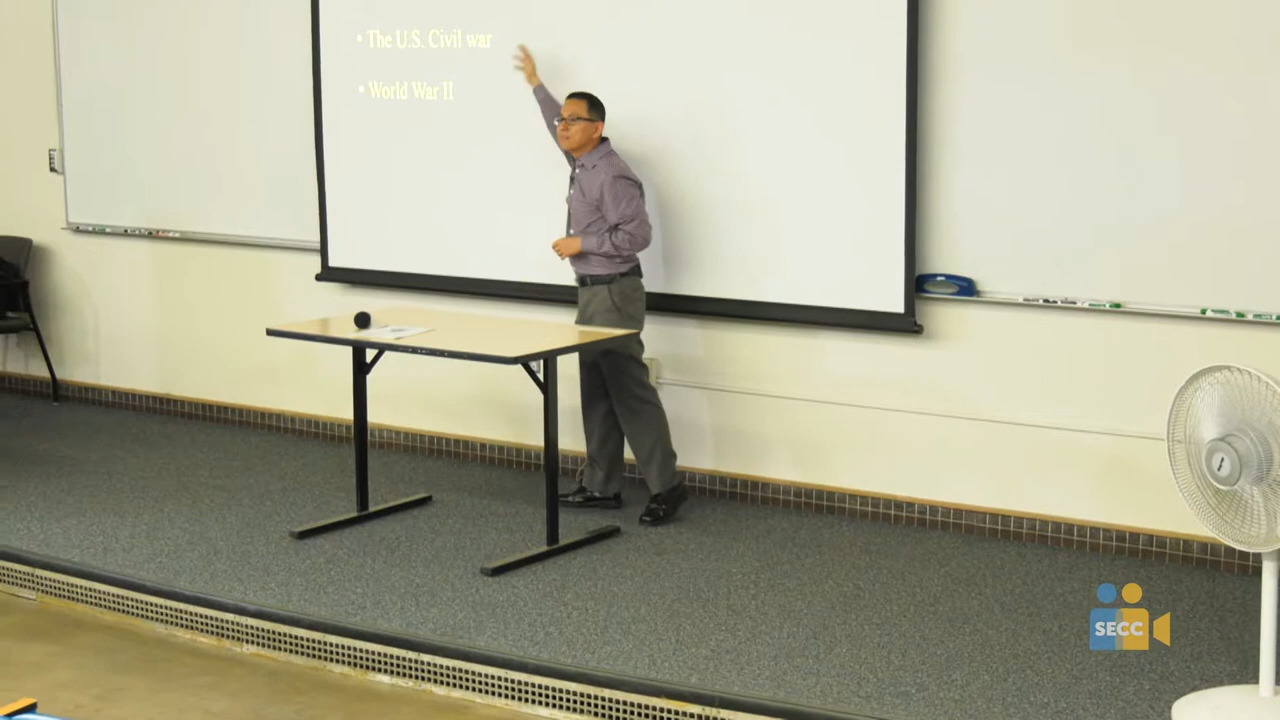 • The U.S. Civil war
• World War II
SECC